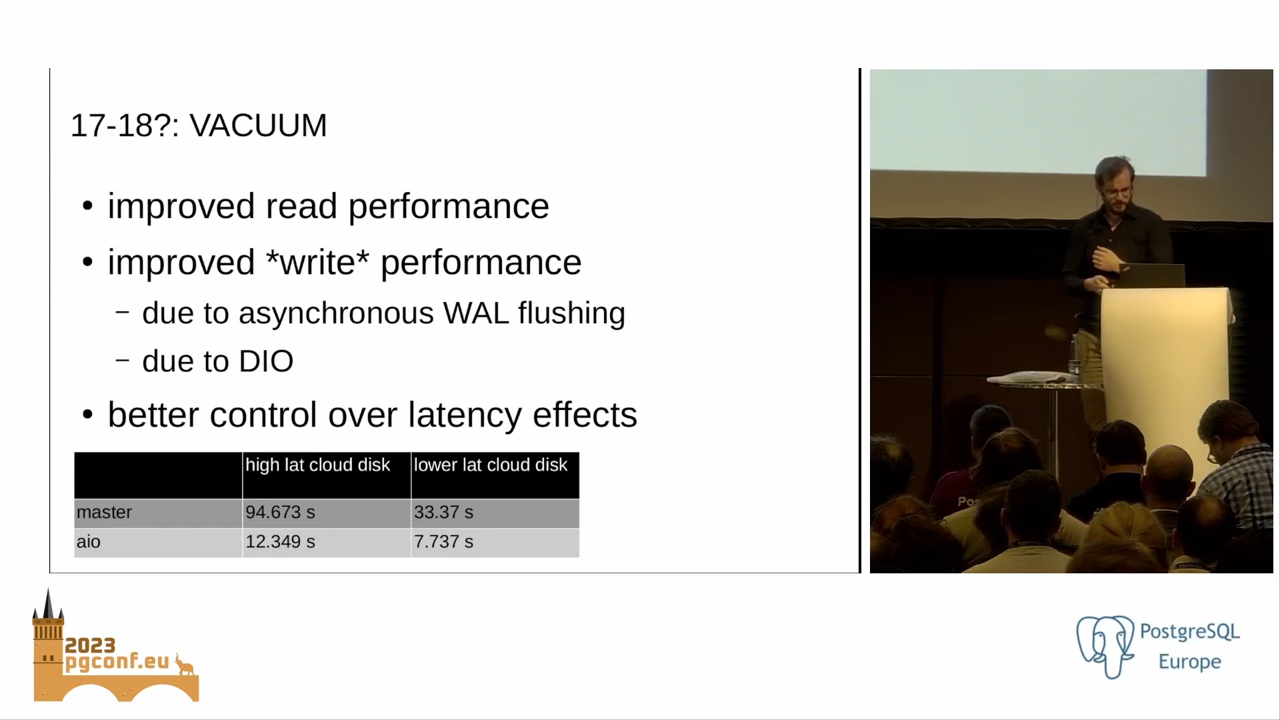 17-18?: VACUUM
• improved read performance
• improved *write* performance
– due to asynchronous WAL flushing
– due to DIO
• better control over latency effects
high lat cloud disk lower lat cloud disk
master 94.673 s 33.37 s
aio 12.349 s 7.737 s
Pos
2023
pgconf.eu
PostgreSQL
Europe